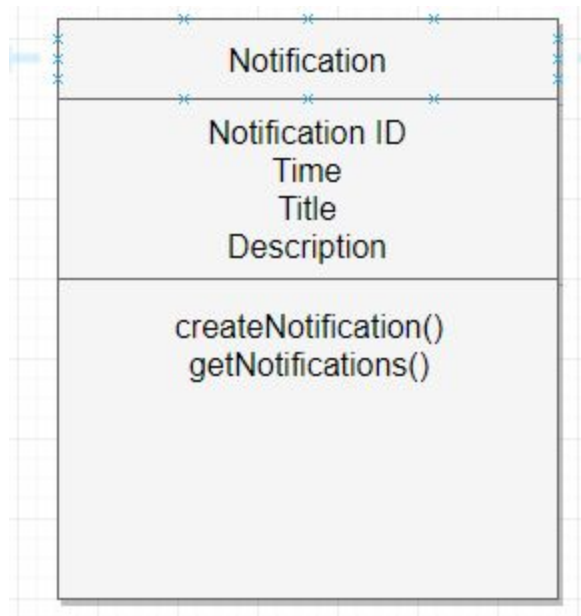 Notification
Notification ID
Time
Title
Description
createNotification()
getNotifications()